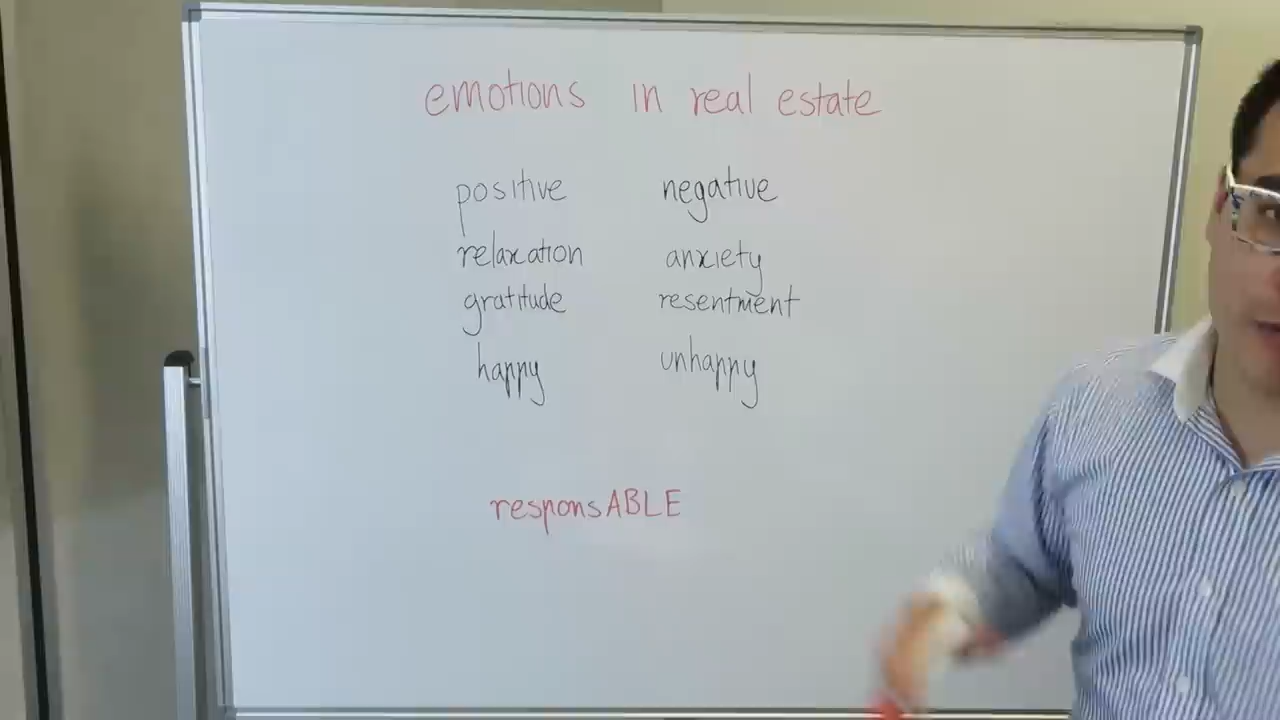 emotions in real estate
positive negative
relaxation anxiety
gratitude resentment
happy unhappy
responsABLE